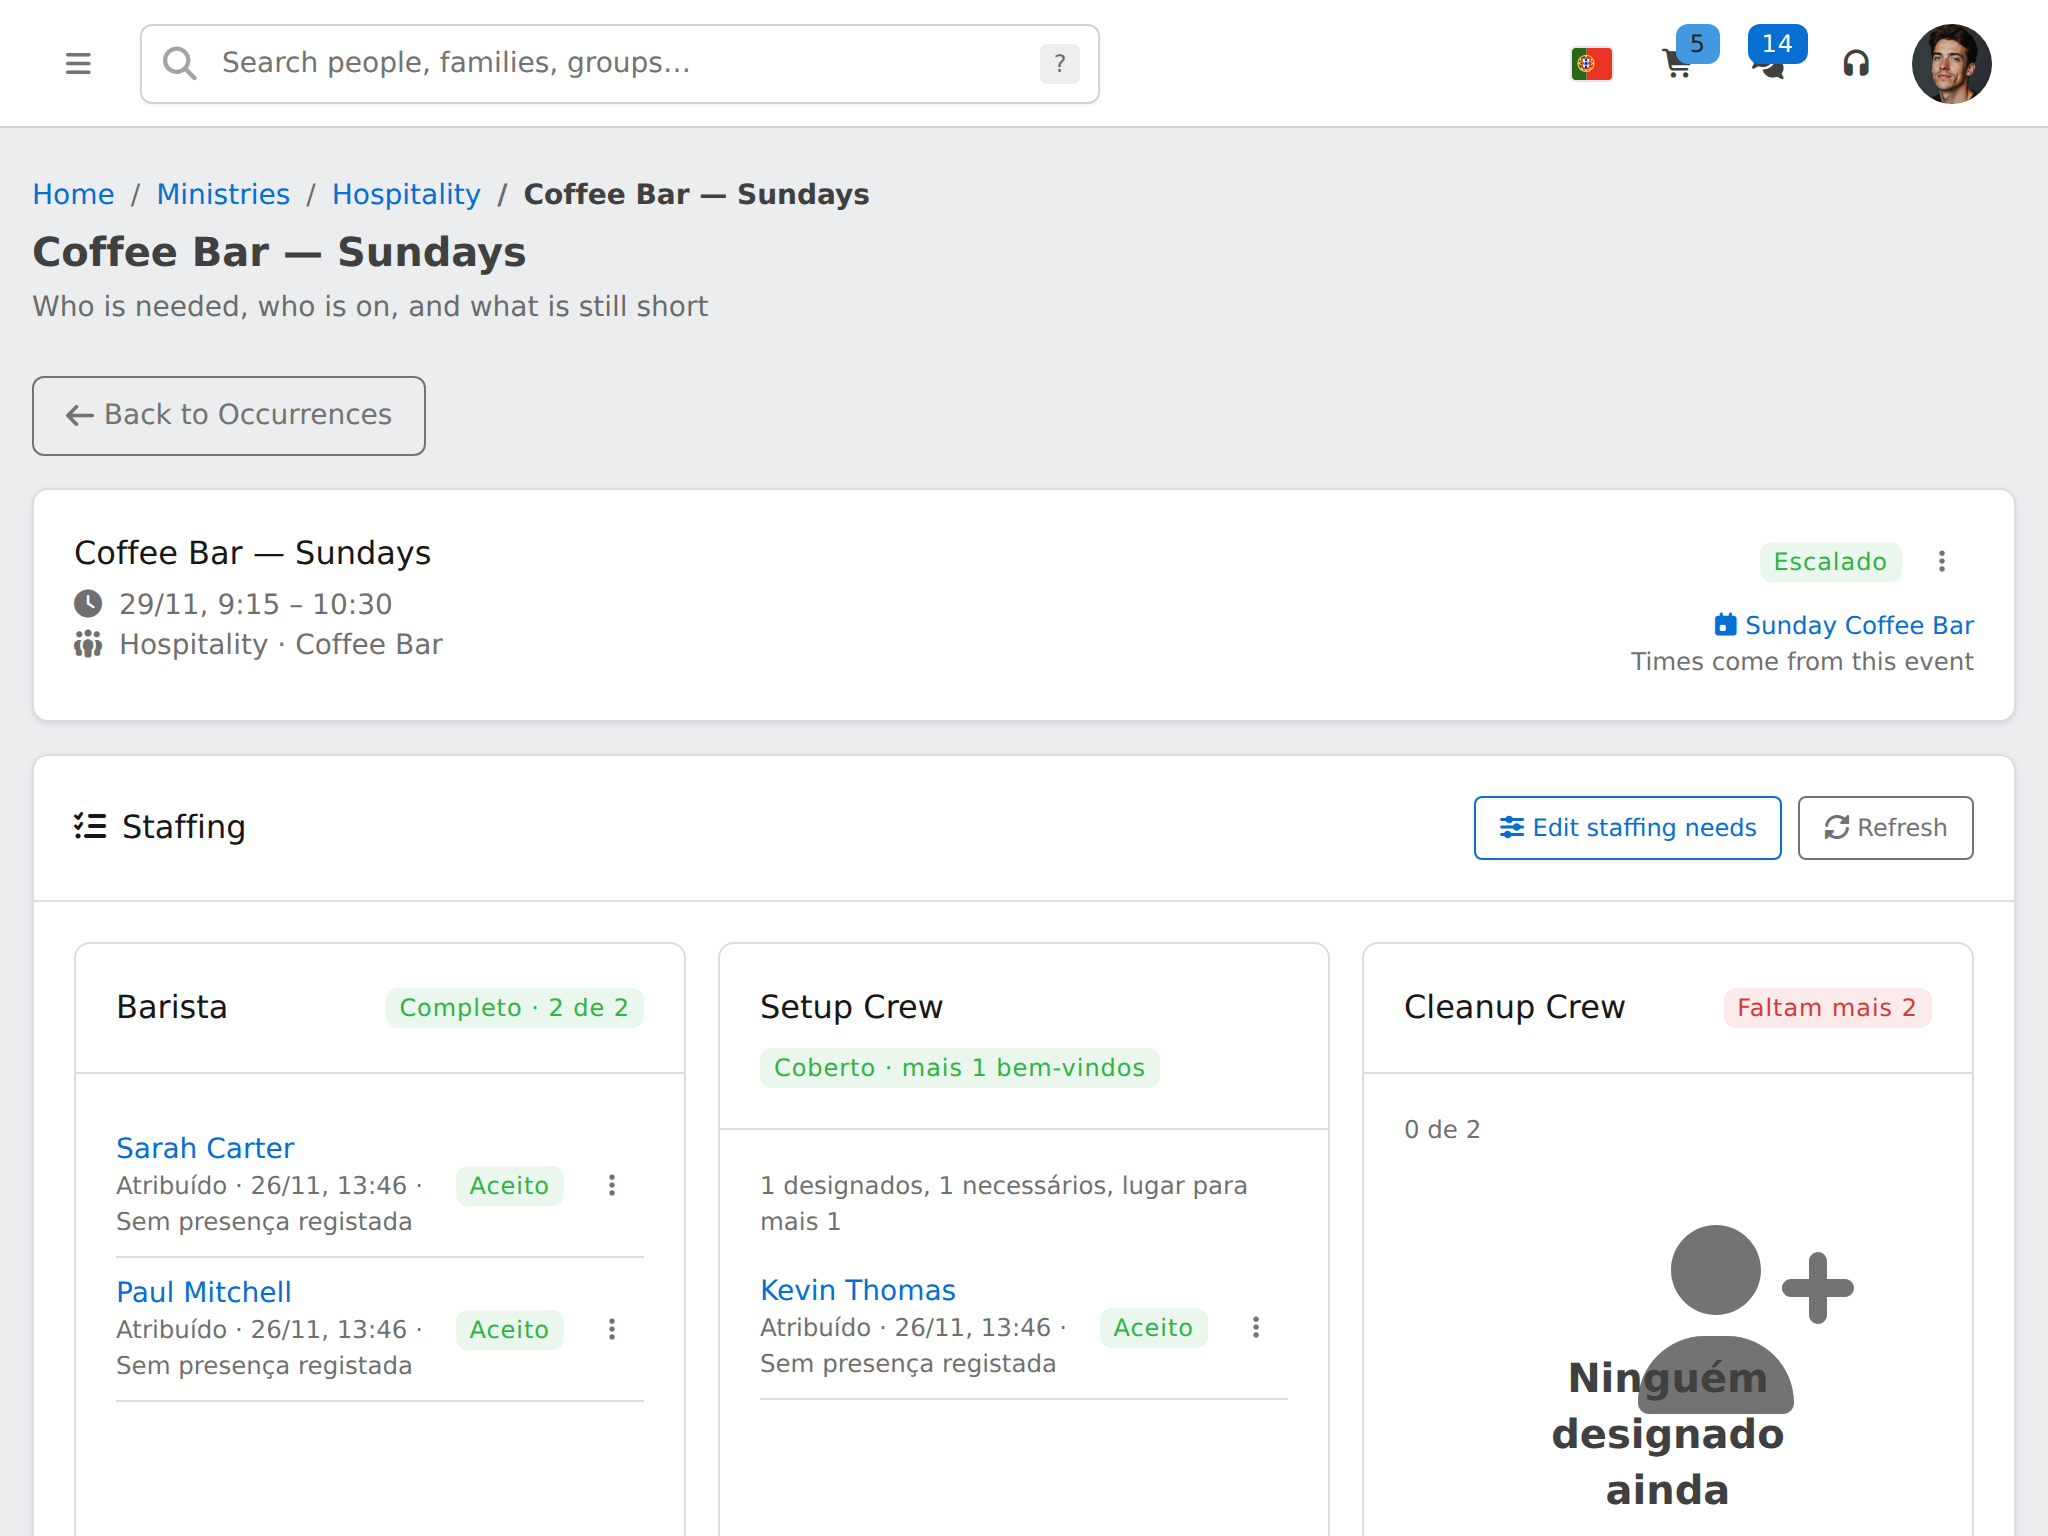 Search people, families, groups...
?
5
14
Home / Ministries / Hospitality / Coffee Bar — Sundays
Coffee Bar — Sundays
Who is needed, who is on, and what is still short
Back to Occurrences
Coffee Bar — Sundays
29/11, 9:15 – 10:30
Hospitality · Coffee Bar
Escalado
Sunday Coffee Bar
Times come from this event
Staffing
Edit staffing needs
Refresh
Barista
Completo · 2 de 2
Sarah Carter
Atribuído · 26/11, 13:46 ·
Sem presença registada
Aceito
Paul Mitchell
Atribuído · 26/11, 13:46 ·
Sem presença registada
Aceito
Setup Crew
Coberto · mais 1 bem-vindos
1 designados, 1 necessários, lugar para
mais 1
Kevin Thomas
Atribuído · 26/11, 13:46 ·
Sem presença registada
Aceito
Cleanup Crew
Faltam mais 2
0 de 2
Ninguém
designado
ainda